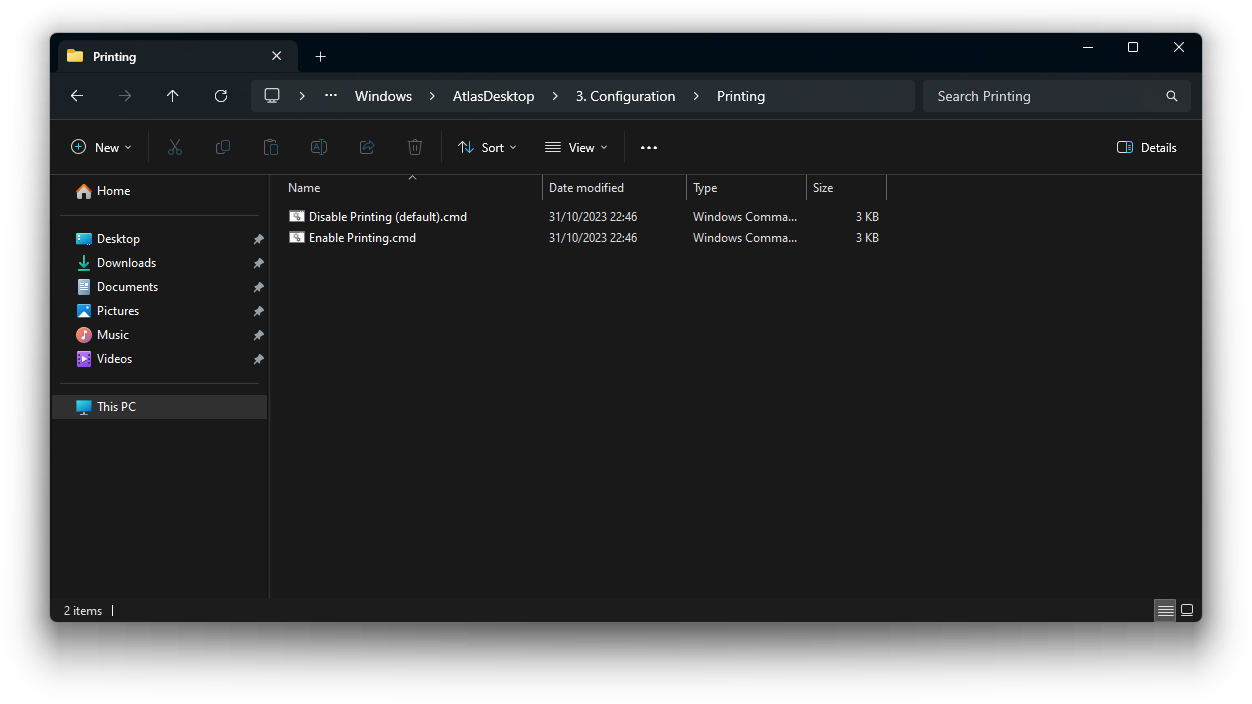 Printing
Windows AtlasDesktop 3. Configuration Printing Search Printing
New Sort View Details
Home
Desktop
Downloads
Documents
Pictures
Music
Videos
This PC
Name Date modified Type Size
Disable Printing (default).cmd 31/10/2023 22:46 Windows Comma... 3 KB
Enable Printing.cmd 31/10/2023 22:46 Windows Comma... 3 KB
2 items